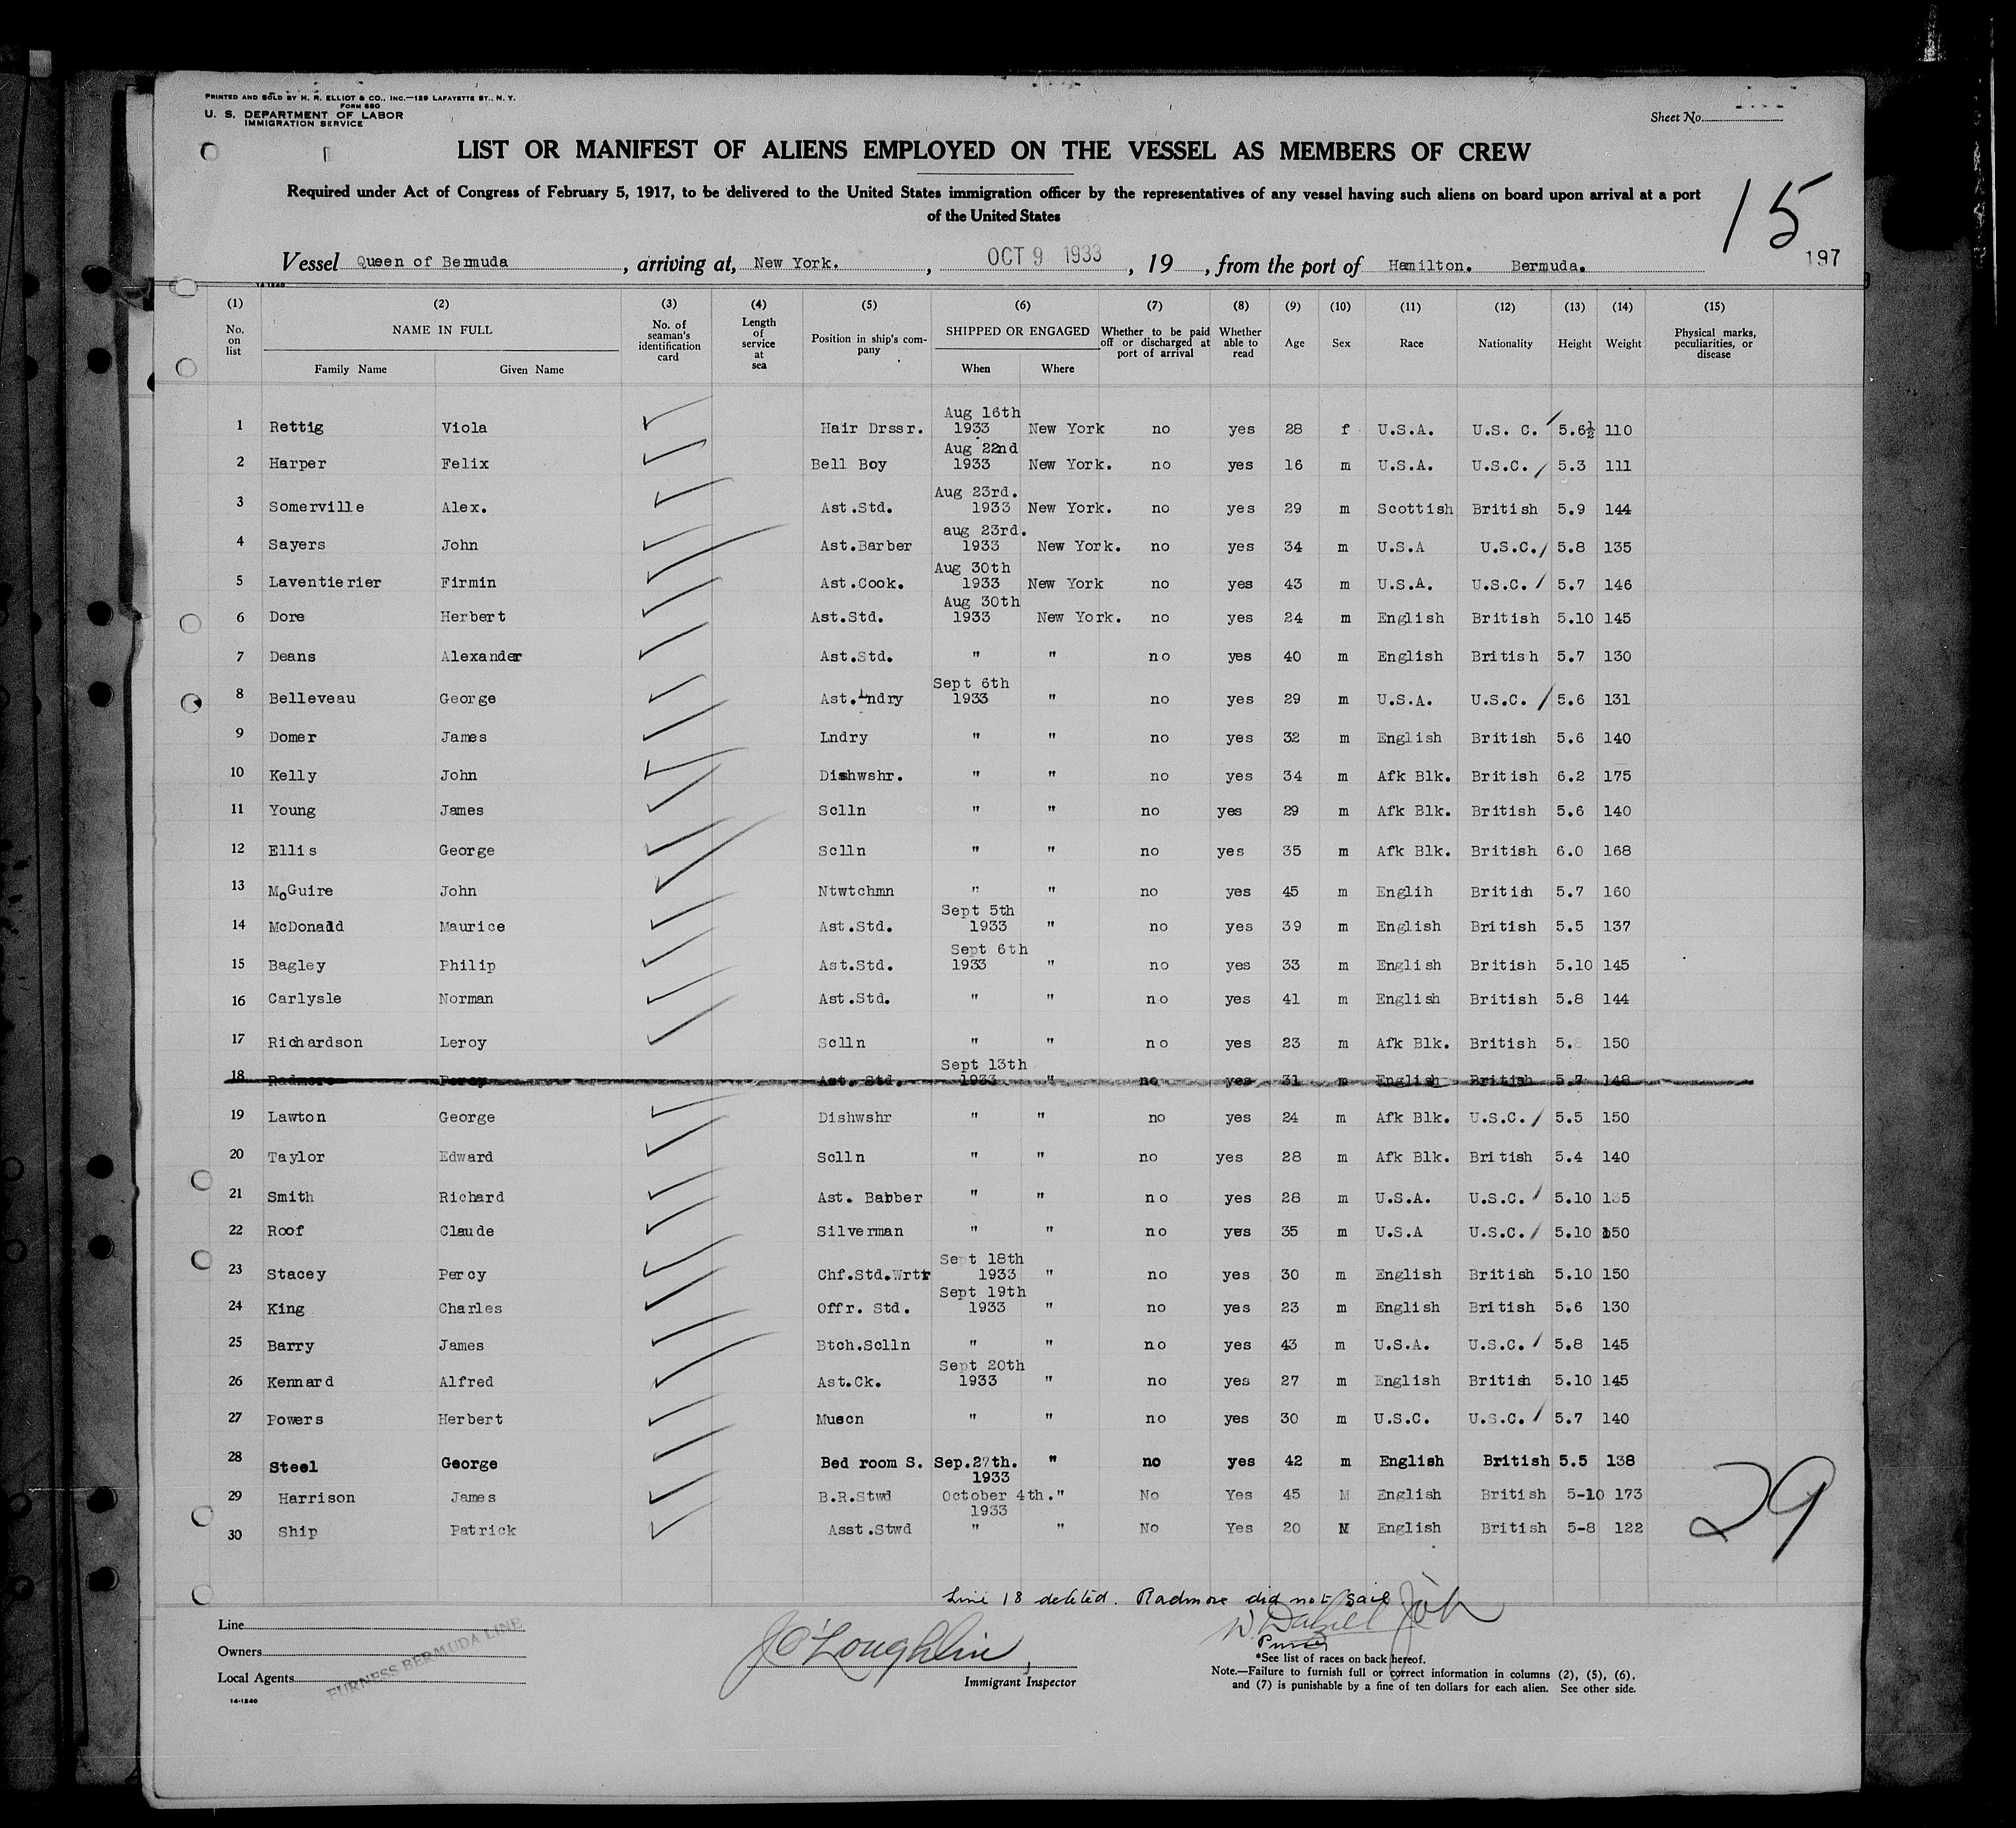 PRINTED AND SOLD BY H. R. ELLIOT & CO., INC.—129 LAFAYETTE ST., N. Y.
FORM 680
U. S. DEPARTMENT OF LABOR
IMMIGRATION SERVICE
Sheet No.
LIST OR MANIFEST OF ALIENS EMPLOYED ON THE VESSEL AS MEMBERS OF CREW
Required under Act of Congress of February 5, 1917, to be delivered to the United States immigration officer by the representatives of any vessel having such aliens on board upon arrival at a port
of the United States
15
197
Vessel Queen of Bermuda, arriving at, New York., OCT 9 1933, 19 , from the port of Hamilton. Bermuda.
14-1240
(1) (2) (3) (4) (5) (6) (7) (8) (9) (10) (11) (12) (13) (14) (15)
No. on list NAME IN FULL Family Name Given Name No. of seaman's identification card Length of service at sea Position in ship's company SHIPPED OR ENGAGED When Where Whether to be paid off or discharged at port of arrival Whether able to read Age Sex Race Nationality Height Weight Physical marks, peculiarities, or disease
1 Rettig Viola Hair Drssr. Aug 16th 1933 New York no yes 28 f U.S.A. U.S. C. 5.6½ 110
2 Harper Felix Bell Boy Aug 22nd 1933 New York. no yes 16 m U.S.A. U.S.C. 5.3 111
3 Somerville Alex. Ast.Std. Aug 23rd. 1933 New York. no yes 29 m Scottish British 5.9 144
4 Sayers John Ast.Barber aug 23rd. 1933 New York. no yes 34 m U.S.A U.S.C. 5.8 135
5 Laventierier Firmin Ast.Cook. Aug 30th 1933 New York no yes 43 m U.S.A. U.S.C. 5.7 146
6 Dore Herbert Ast.Std. Aug 30th 1933 New York. no yes 24 m English British 5.10 145
7 Deans Alexander Ast.Std. " " no yes 40 m English British 5.7 130
8 Belleveau George Ast.Lndry Sept 6th 1933 " no yes 29 m U.S.A. U.S.C. 5.6 131
9 Domer James Lndry " " no yes 32 m English British 5.6 140
10 Kelly John Dishwshr. " " no yes 34 m Afk Blk. British 6.2 175
11 Young James Sclln " " no yes 29 m Afk Blk. British 5.6 140
12 Ellis George Sclln " " no yes 35 m Afk Blk. British 6.0 168
13 McGuire John Ntwtchmn " " no yes 45 m Englih British 5.7 160
14 McDonald Maurice Ast.Std. Sept 5th 1933 " no yes 39 m English British 5.5 137
15 Bagley Philip Ast.Std. Sept 6th 1933 " no yes 33 m English British 5.10 145
16 Carlysle Norman Ast.Std. " " no yes 41 m English British 5.8 144
17 Richardson Leroy Sclln " " no yes 23 m Afk Blk. British 150
18 Radmore Percy Ast. Std. Sept 13th 1933 " no yes 31 m English British 5.7 148
19 Lawton George Dishwshr " " no yes 24 m Afk Blk. U.S.C. 5.5 150
20 Taylor Edward Sclln " " no yes 28 m Afk Blk. British 5.4 140
21 Smith Richard Ast. Babber " " no yes 28 m U.S.A. U.S.C. 5.10
22 Roof Claude Silverman " " no yes 35 m U.S.A U.S.C. 5.10 150
23 Stacey Percy Chf.Std.Wrtr Sept 18th 1933 " no yes 30 m English British 5.10 150
24 King Charles Offr. Std. Sept 19th 1933 " no yes 23 m English British 5.6 130
25 Barry James Btch.Sclln " " no yes 43 m U.S.A. U.S.C. 5.8 145
26 Kennard Alfred Ast.Ck. Sept 20th 1933 " no yes 27 m English British 5.10 145
27 Powers Herbert Muscn " " no yes 30 m U.S.C. U.S.C. 5.7 140
28 Steel George Bed room S. Sep.27th. 1933 " no yes 42 m English British 5.5 138
29 Harrison James B.R.Stwd October 4th. 1933 " No Yes 45 M English British 5-10 173
30 Ship Patrick Asst.Stwd " " No Yes 20 M English British 5-8 122
29
Line 18 deleted. Radmore did not sail
Line
Owners
Local Agents
FURNESS BERMUDA LINE
14-1240
J O'Loughlin,
Immigrant Inspector
Purser
*See list of races on back hereof.
Note.—Failure to furnish full or correct information in columns (2), (5), (6),
and (7) is punishable by a fine of ten dollars for each alien. See other side.